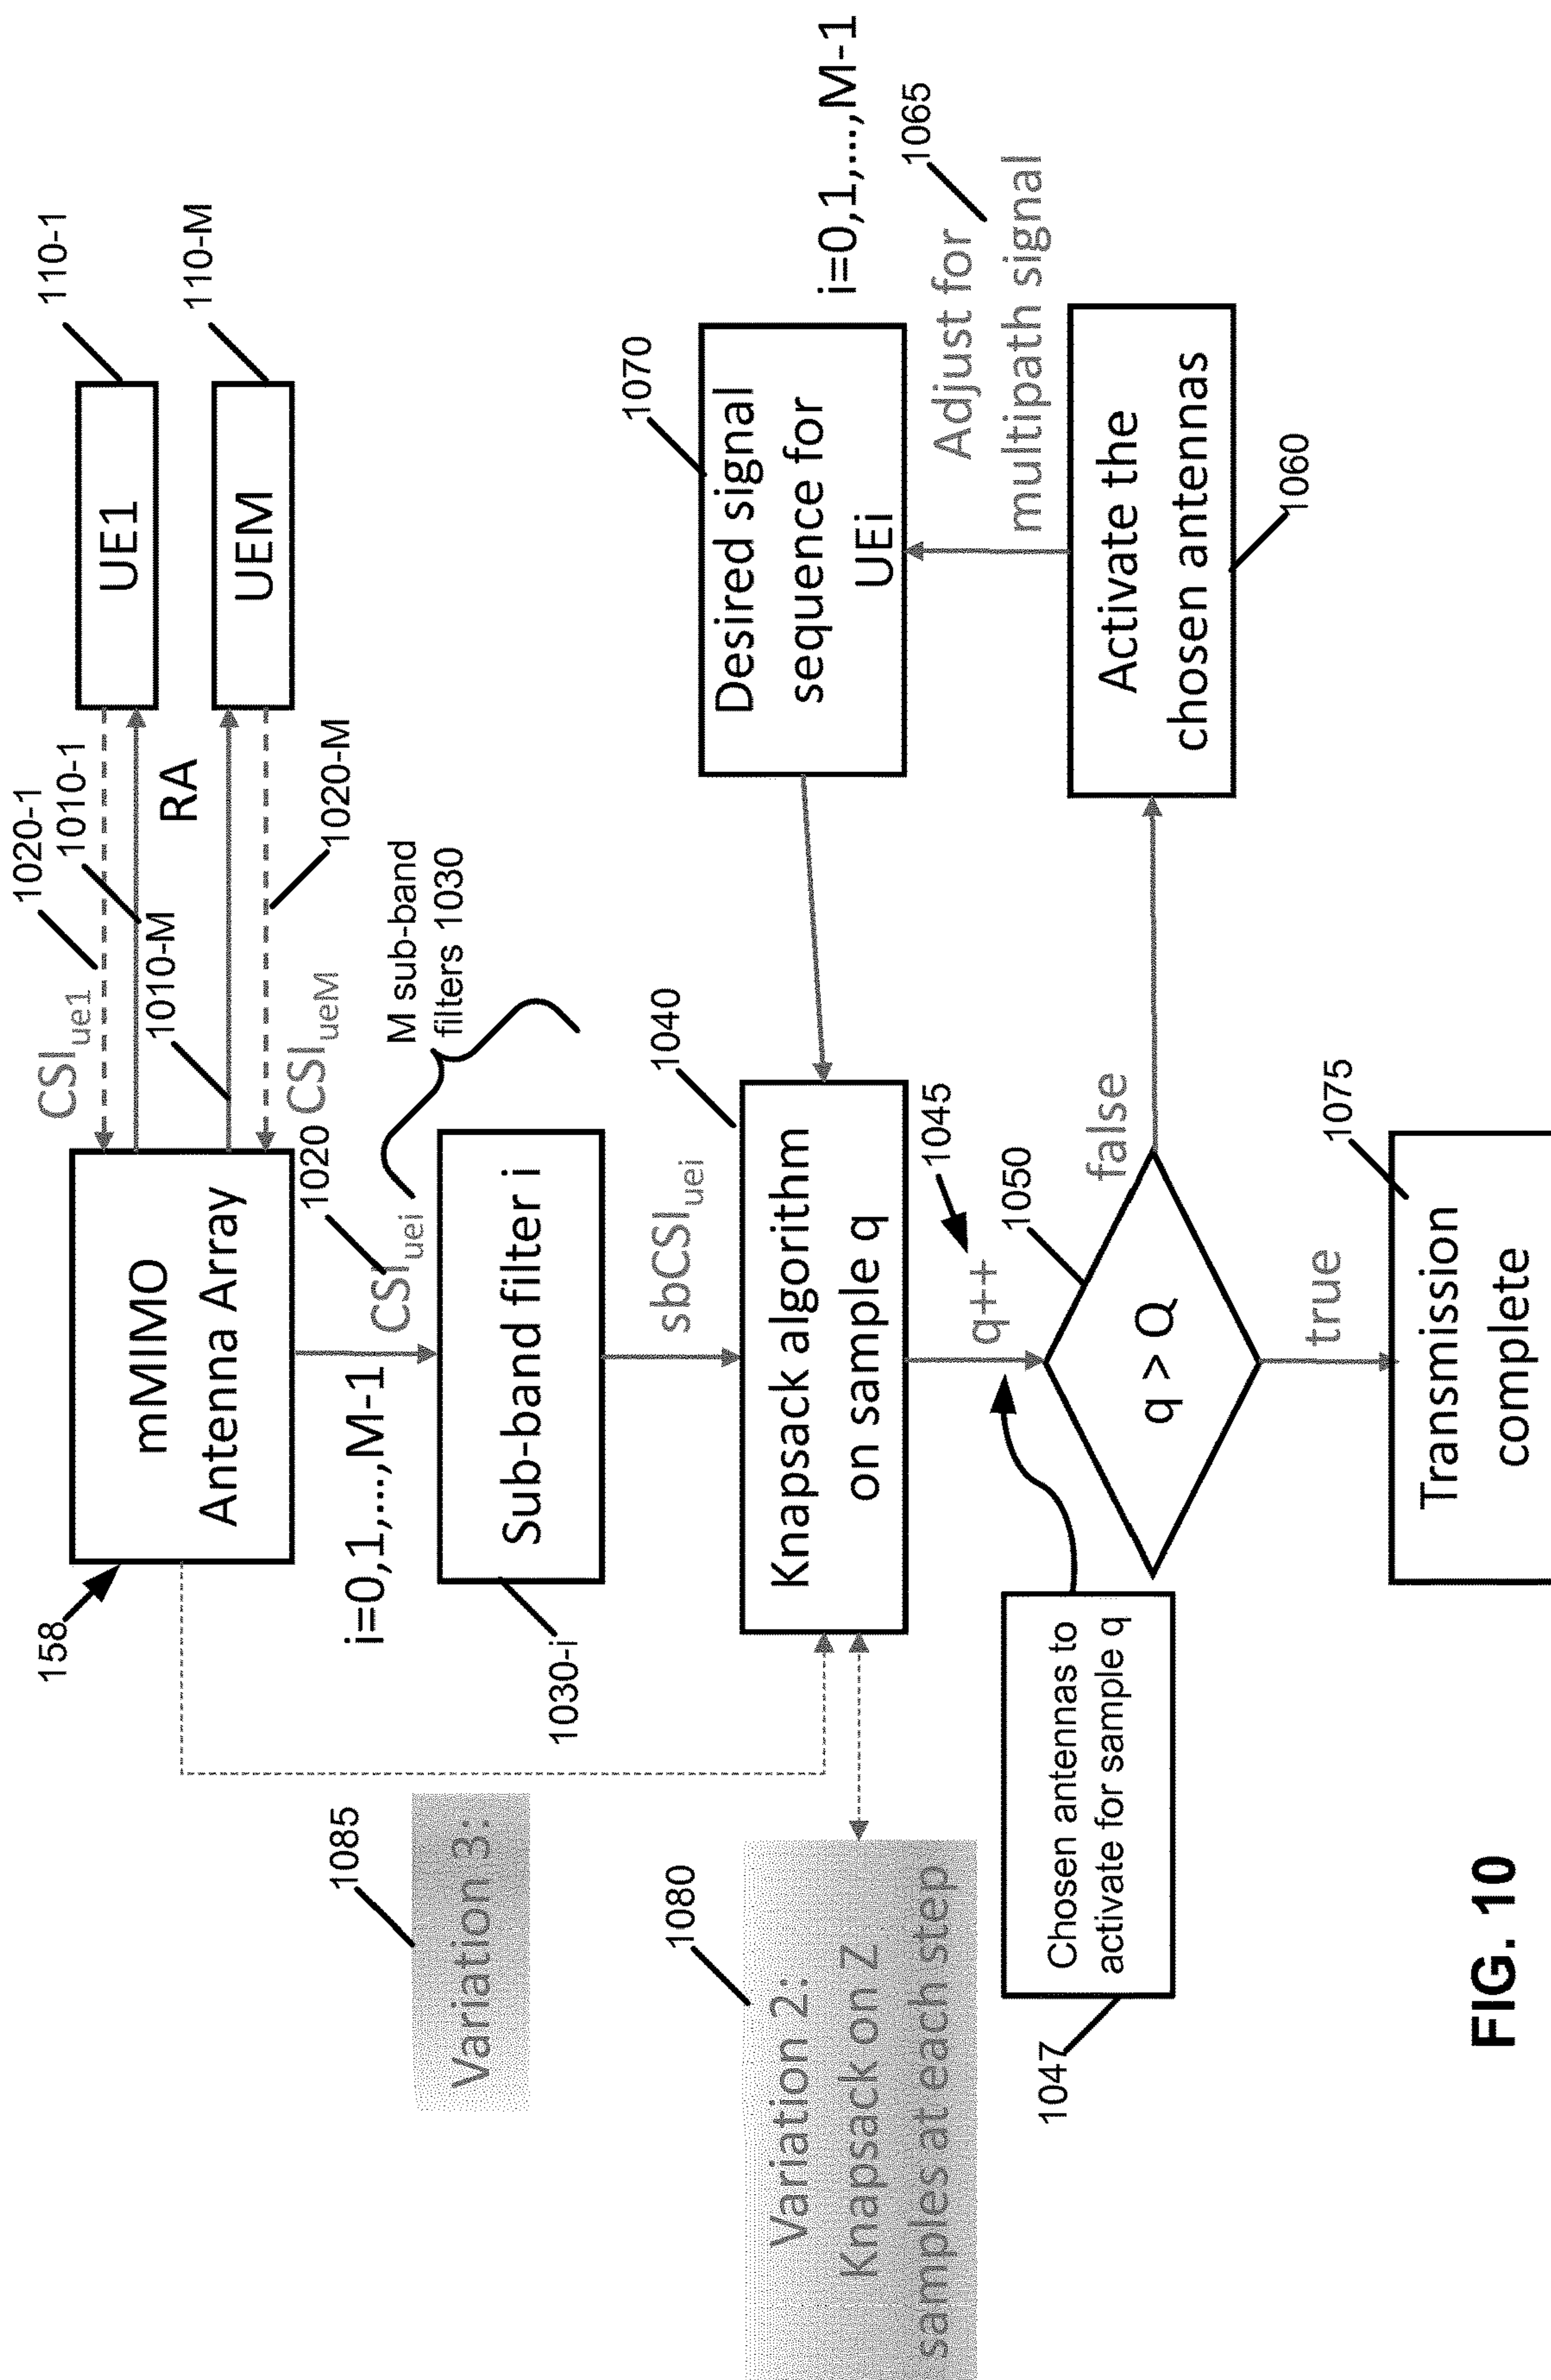 158
mMIMO
Antenna Array
CSIue1
1020-1
1010-1
1010-M
RA
CSIueM
1020-M
UE1
110-1
UEM
110-M
1020
CSIuei
i=0,1,...,M-1
M sub-band
filters 1030
Sub-band filter i
1030-i
sbCSIuei
1040
Knapsack algorithm
on sample q
Variation 3:
1085
Variation 2:
Knapsack on Z
samples at each step
1080
q++
1045
Chosen antennas to
activate for sample q
1047
1050
q > Q
false
true
Transmission
complete
1075
Activate the
chosen antennas
1060
Adjust for
multipath signal
1065
Desired signal
sequence for
UEi
1070
i=0,1,...,M-1
FIG. 10